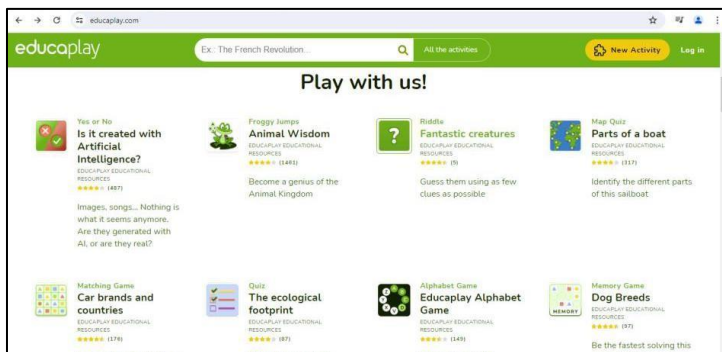 educaplay.com
educaplay
Ex.: The French Revolution...
All the activities
New Activity
Log in
Play with us!
Yes or No
Is it created with
Artificial
Intelligence?
EDUCAPLAY EDUCATIONAL
RESOURCES
(487)
Images, songs... Nothing is
what it seems anymore.
Are they generated with
AI, or are they real?
Froggy Jumps
Animal Wisdom
EDUCAPLAY EDUCATIONAL
RESOURCES
Become a genius of the
Animal Kingdom
Riddle
Fantastic creatures
EDUCAPLAY EDUCATIONAL
RESOURCES
Guess them using as few
clues as possible
Map Quiz
Parts of a boat
EDUCAPLAY EDUCATIONAL
RESOURCES
(317)
Identify the different parts
of this sailboat
Matching Game
Car brands and
countries
EDUCAPLAY EDUCATIONAL
RESOURCES
(179)
Quiz
The ecological
footprint
EDUCAPLAY EDUCATIONAL
RESOURCES
(87)
Alphabet Game
Educaplay Alphabet
Game
EDUCAPLAY EDUCATIONAL
RESOURCES
(149)
MEMORY
Memory Game
Dog Breeds
EDUCAPLAY EDUCATIONAL
RESOURCES
(97)
Be the fastest solving this